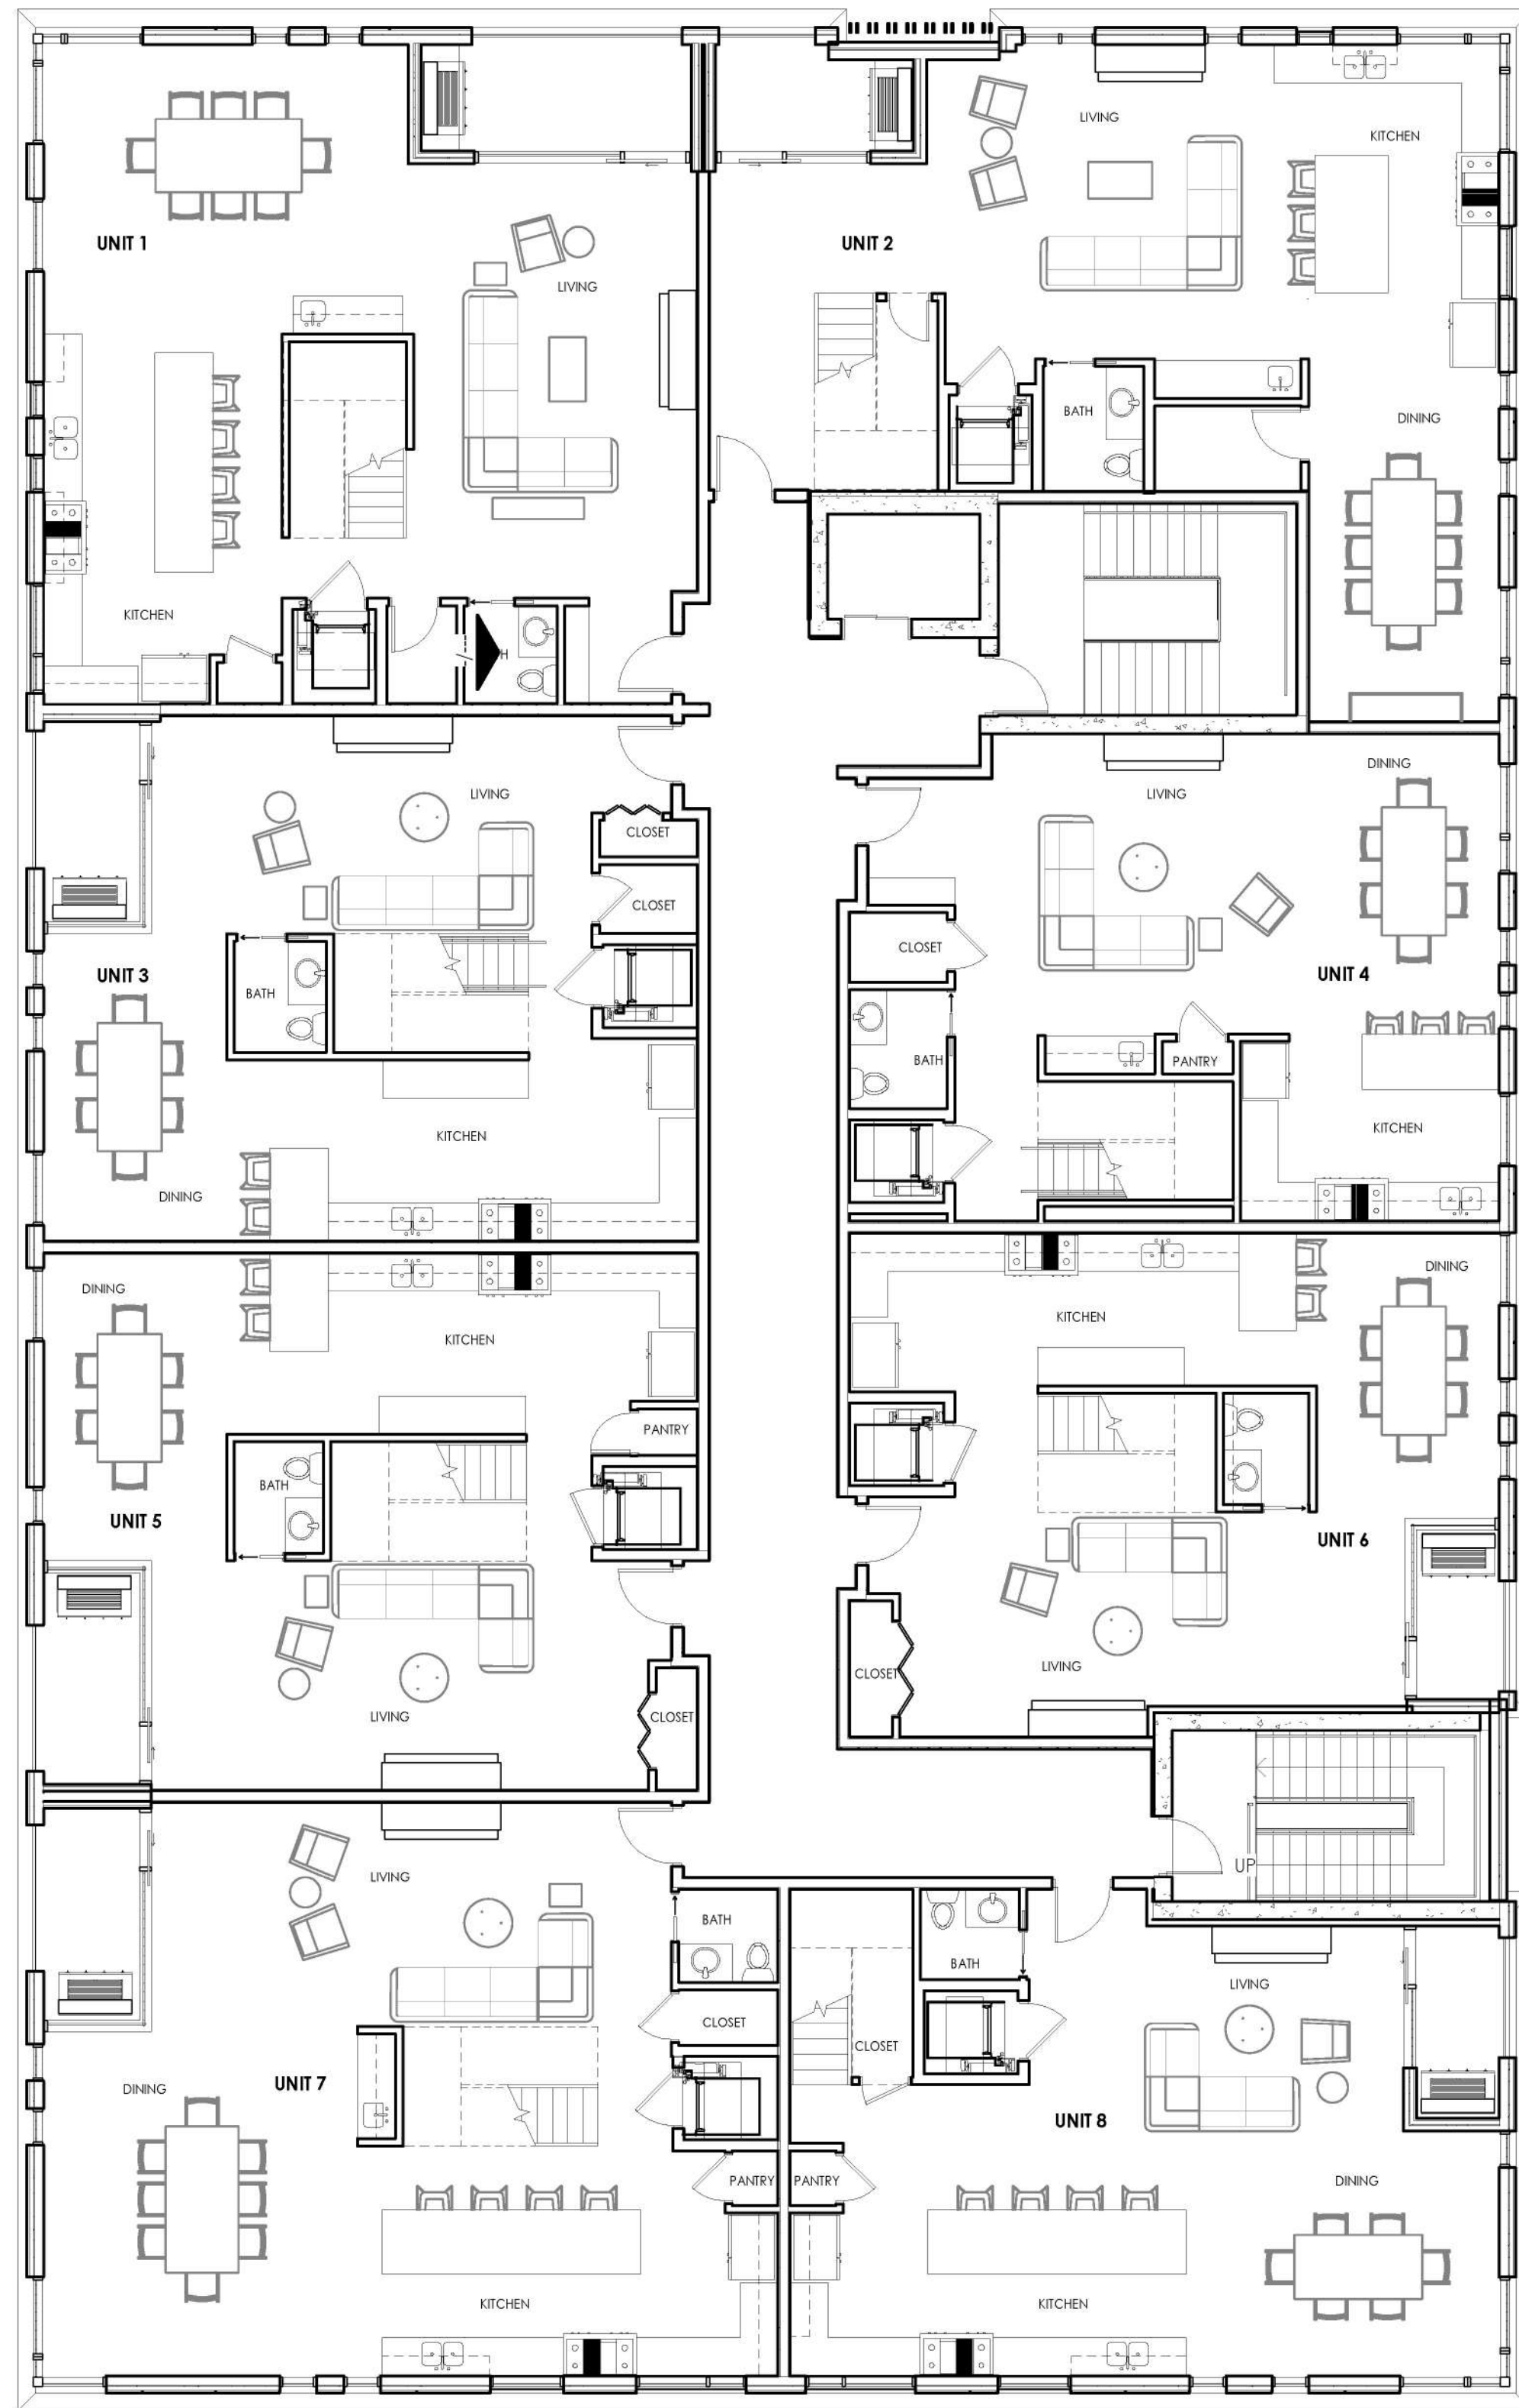 LIVING
KITCHEN
UNIT 1
UNIT 2
LIVING
BATH
DINING
KITCHEN
H
DINING
LIVING
LIVING
CLOSET
CLOSET
CLOSET
UNIT 3
UNIT 4
BATH
BATH
PANTRY
KITCHEN
KITCHEN
DINING
DINING
DINING
KITCHEN
KITCHEN
PANTRY
BATH
UNIT 5
UNIT 6
LIVING
CLOSET
LIVING
CLOSET
UP
LIVING
BATH
BATH
LIVING
CLOSET
CLOSET
DINING
UNIT 7
UNIT 8
PANTRY
PANTRY
DINING
KITCHEN
KITCHEN